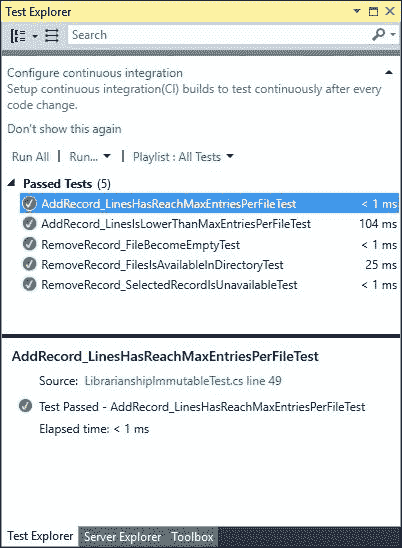 Test Explorer
Search
Configure continuous integration
Setup continuous integration(CI) builds to test continuously after every
code change.
Don't show this again
Run All | Run... Playlist : All Tests
Passed Tests (5)
AddRecord_LinesHasReachMaxEntriesPerFileTest < 1 ms
AddRecord_LinesIsLowerThanMaxEntriesPerFileTest 104 ms
RemoveRecord_FileBecomeEmptyTest < 1 ms
RemoveRecord_FilesIsAvailableInDirectoryTest 25 ms
RemoveRecord_SelectedRecordIsUnavailableTest < 1 ms
AddRecord_LinesHasReachMaxEntriesPerFileTest
Source: LibrarianshipImmutableTest.cs line 49
Test Passed - AddRecord_LinesHasReachMaxEntriesPerFileTest
Elapsed time: < 1 ms
Test Explorer Server Explorer Toolbox